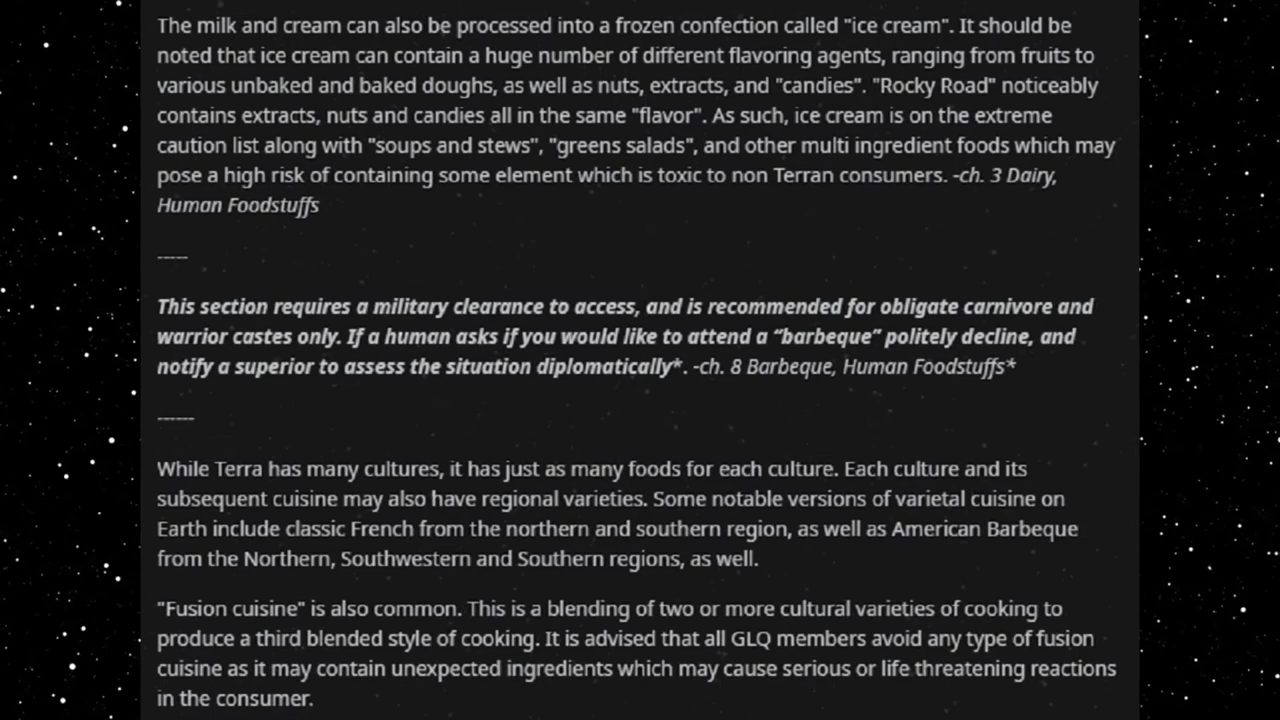 The milk and cream can also be processed into a frozen confection called "ice cream". It should be
noted that ice cream can contain a huge number of different flavoring agents, ranging from fruits to
various unbaked and baked doughs, as well as nuts, extracts, and "candies". "Rocky Road" noticeably
contains extracts, nuts and candies all in the same "flavor". As such, ice cream is on the extreme
caution list along with "soups and stews", "greens salads", and other multi ingredient foods which may
pose a high risk of containing some element which is toxic to non Terran consumers. -ch. 3 Dairy,
Human Foodstuffs
-----
This section requires a military clearance to access, and is recommended for obligate carnivore and
warrior castes only. If a human asks if you would like to attend a “barbeque” politely decline, and
notify a superior to assess the situation diplomatically*. -ch. 8 Barbeque, Human Foodstuffs*
------
While Terra has many cultures, it has just as many foods for each culture. Each culture and its
subsequent cuisine may also have regional varieties. Some notable versions of varietal cuisine on
Earth include classic French from the northern and southern region, as well as American Barbeque
from the Northern, Southwestern and Southern regions, as well.
"Fusion cuisine" is also common. This is a blending of two or more cultural varieties of cooking to
produce a third blended style of cooking. It is advised that all GLQ members avoid any type of fusion
cuisine as it may contain unexpected ingredients which may cause serious or life threatening reactions
in the consumer.